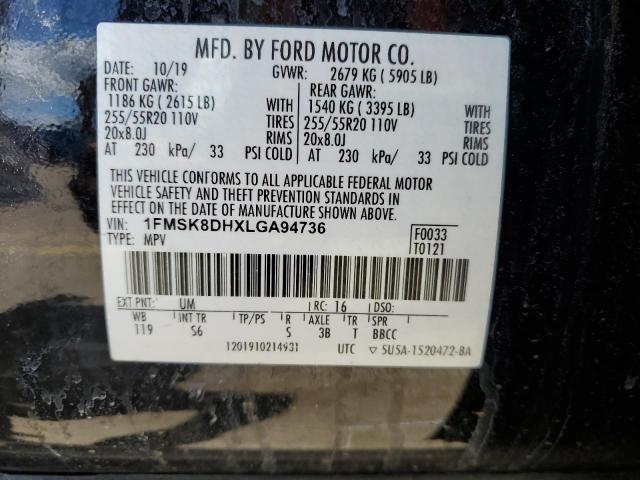 MFD. BY FORD MOTOR CO.
DATE: 10/19 GVWR: 2679 KG ( 5905 LB)
FRONT GAWR: REAR GAWR:
1186 KG ( 2615 LB) WITH 1540 KG ( 3395 LB) WITH
255/55R20 110V TIRES 255/55R20 110V TIRES
20x8.0J RIMS 20x8.0J RIMS
AT 230 kPa/ 33 PSI COLD AT 230 kPa/ 33 PSI COLD
THIS VEHICLE CONFORMS TO ALL APPLICABLE FEDERAL MOTOR
VEHICLE SAFETY AND THEFT PREVENTION STANDARDS IN
EFFECT ON THE DATE OF MANUFACTURE SHOWN ABOVE.
VIN: 1FMSK8DHXLGA94736 F0033
TYPE: MPV T0121
EXT PNT: UM RC: 16 DSO:
WB INT TR TP/PS R AXLE TR SPR
119 S6 S 3B T BBCC
12019102 14931 UTC ▽ 5U5A-1520472-BA